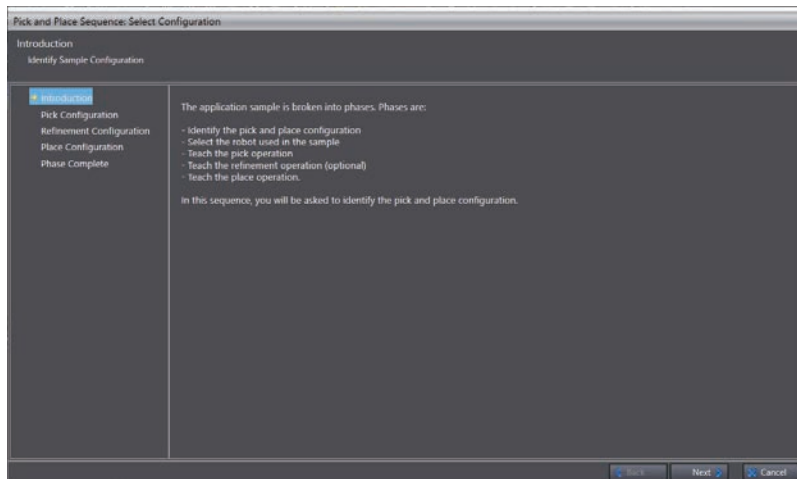 Pick and Place Sequence: Select Configuration
Introduction
Identify Sample Configuration
Introduction
Pick Configuration
Refinement Configuration
Place Configuration
Phase Complete
The application sample is broken into phases. Phases are:
- Identify the pick and place configuration
- Select the robot used in the sample
- Teach the pick operation
- Teach the refinement operation (optional)
- Teach the place operation.
In this sequence, you will be asked to identify the pick and place configuration.
Back
Next
Cancel